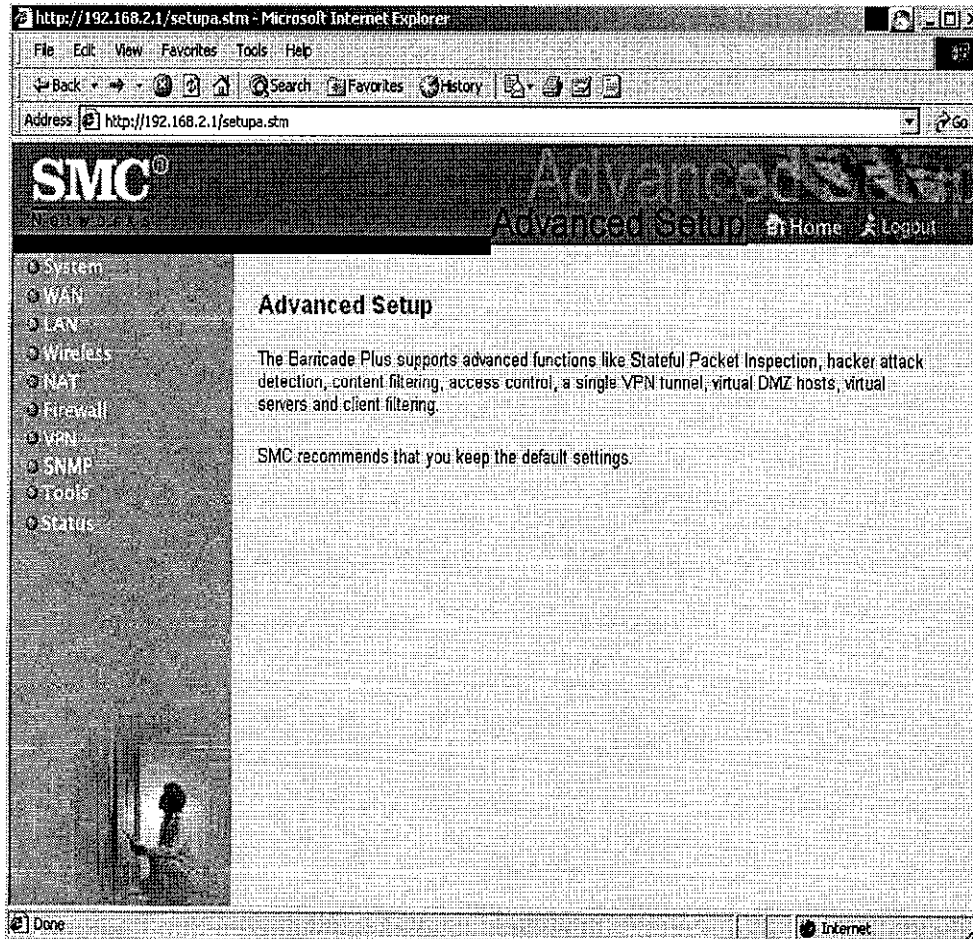 http://192.168.2.1/setupa.stm - Microsoft Internet Explorer
File Edit View Favorites Tools Help
Back Search Favorites History
Address http://192.168.2.1/setupa.stm Go
SMC®
Networks
Advanced Setup
Advanced Setup Home Logout
System
WAN
LAN
Wireless
NAT
Firewall
VPN
SNMP
Tools
Status
Advanced Setup
The Barricade Plus supports advanced functions like Stateful Packet Inspection, hacker attack
detection, content filtering, access control, a single VPN tunnel, virtual DMZ hosts, virtual
servers and client filtering.
SMC recommends that you keep the default settings.
Done Internet